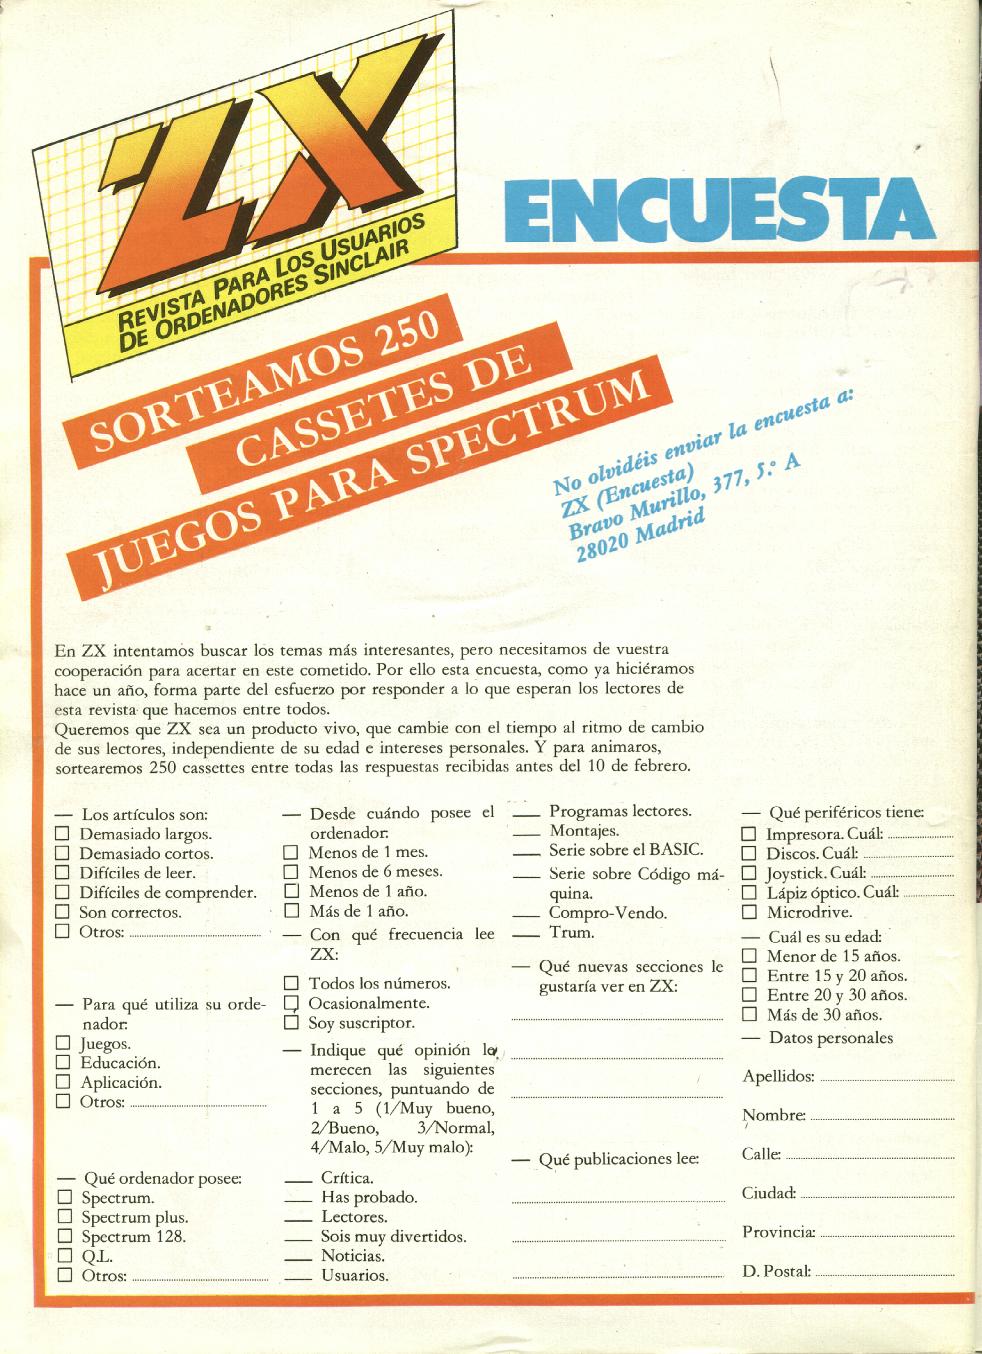 ZX
REVISTA PARA LOS USUARIOS
DE ORDENADORES SINCLAIR
ENCUESTA
SORTEAMOS 250
CASSETES DE
JUEGOS PARA SPECTRUM
No olvidéis enviar la encuesta a:
ZX (Encuesta)
Bravo Murillo, 377, 5.º A
28020 Madrid
En ZX intentamos buscar los temas más interesantes, pero necesitamos de vuestra
cooperación para acertar en este cometido. Por ello esta encuesta, como ya hiciéramos
hace un año, forma parte del esfuerzo por responder a lo que esperan los lectores de
esta revista que hacemos entre todos.
Queremos que ZX sea un producto vivo, que cambie con el tiempo al ritmo de cambio
de sus lectores, independiente de su edad e intereses personales. Y para animaros,
sortearemos 250 cassettes entre todas las respuestas recibidas antes del 10 de febrero.
— Los artículos son:
Demasiado largos.
Demasiado cortos.
Difíciles de leer.
Difíciles de comprender.
Son correctos.
Otros:
— Para qué utiliza su orde-
nador:
Juegos.
Educación.
Aplicación.
Otros:
— Qué ordenador posee:
Spectrum.
Spectrum plus.
Spectrum 128.
Q.L.
Otros:
— Desde cuándo posee el
ordenador:
Menos de 1 mes.
Menos de 6 meses.
Menos de 1 año.
Más de 1 año.
— Con qué frecuencia lee
ZX:
Todos los números.
Ocasionalmente.
Soy suscriptor.
— Indique qué opinión le
merecen las siguientes
secciones, puntuando de
1 a 5 (1/Muy bueno,
2/Bueno, 3/Normal,
4/Malo, 5/Muy malo):
Crítica.
Has probado.
Lectores.
Sois muy divertidos.
Noticias.
Usuarios.
Programas lectores.
Montajes.
Serie sobre el BASIC.
Serie sobre Código má-
quina.
Compro-Vendo.
Trum.
— Qué nuevas secciones le
gustaría ver en ZX:
— Qué publicaciones lee:
— Qué periféricos tiene:
Impresora. Cuál:
Discos. Cuál:
Joystick. Cuál:
Lápiz óptico. Cuál:
Microdrive.
— Cuál es su edad:
Menor de 15 años.
Entre 15 y 20 años.
Entre 20 y 30 años.
Más de 30 años.
— Datos personales
Apellidos:
Nombre:
Calle:
Ciudad:
Provincia:
D. Postal: